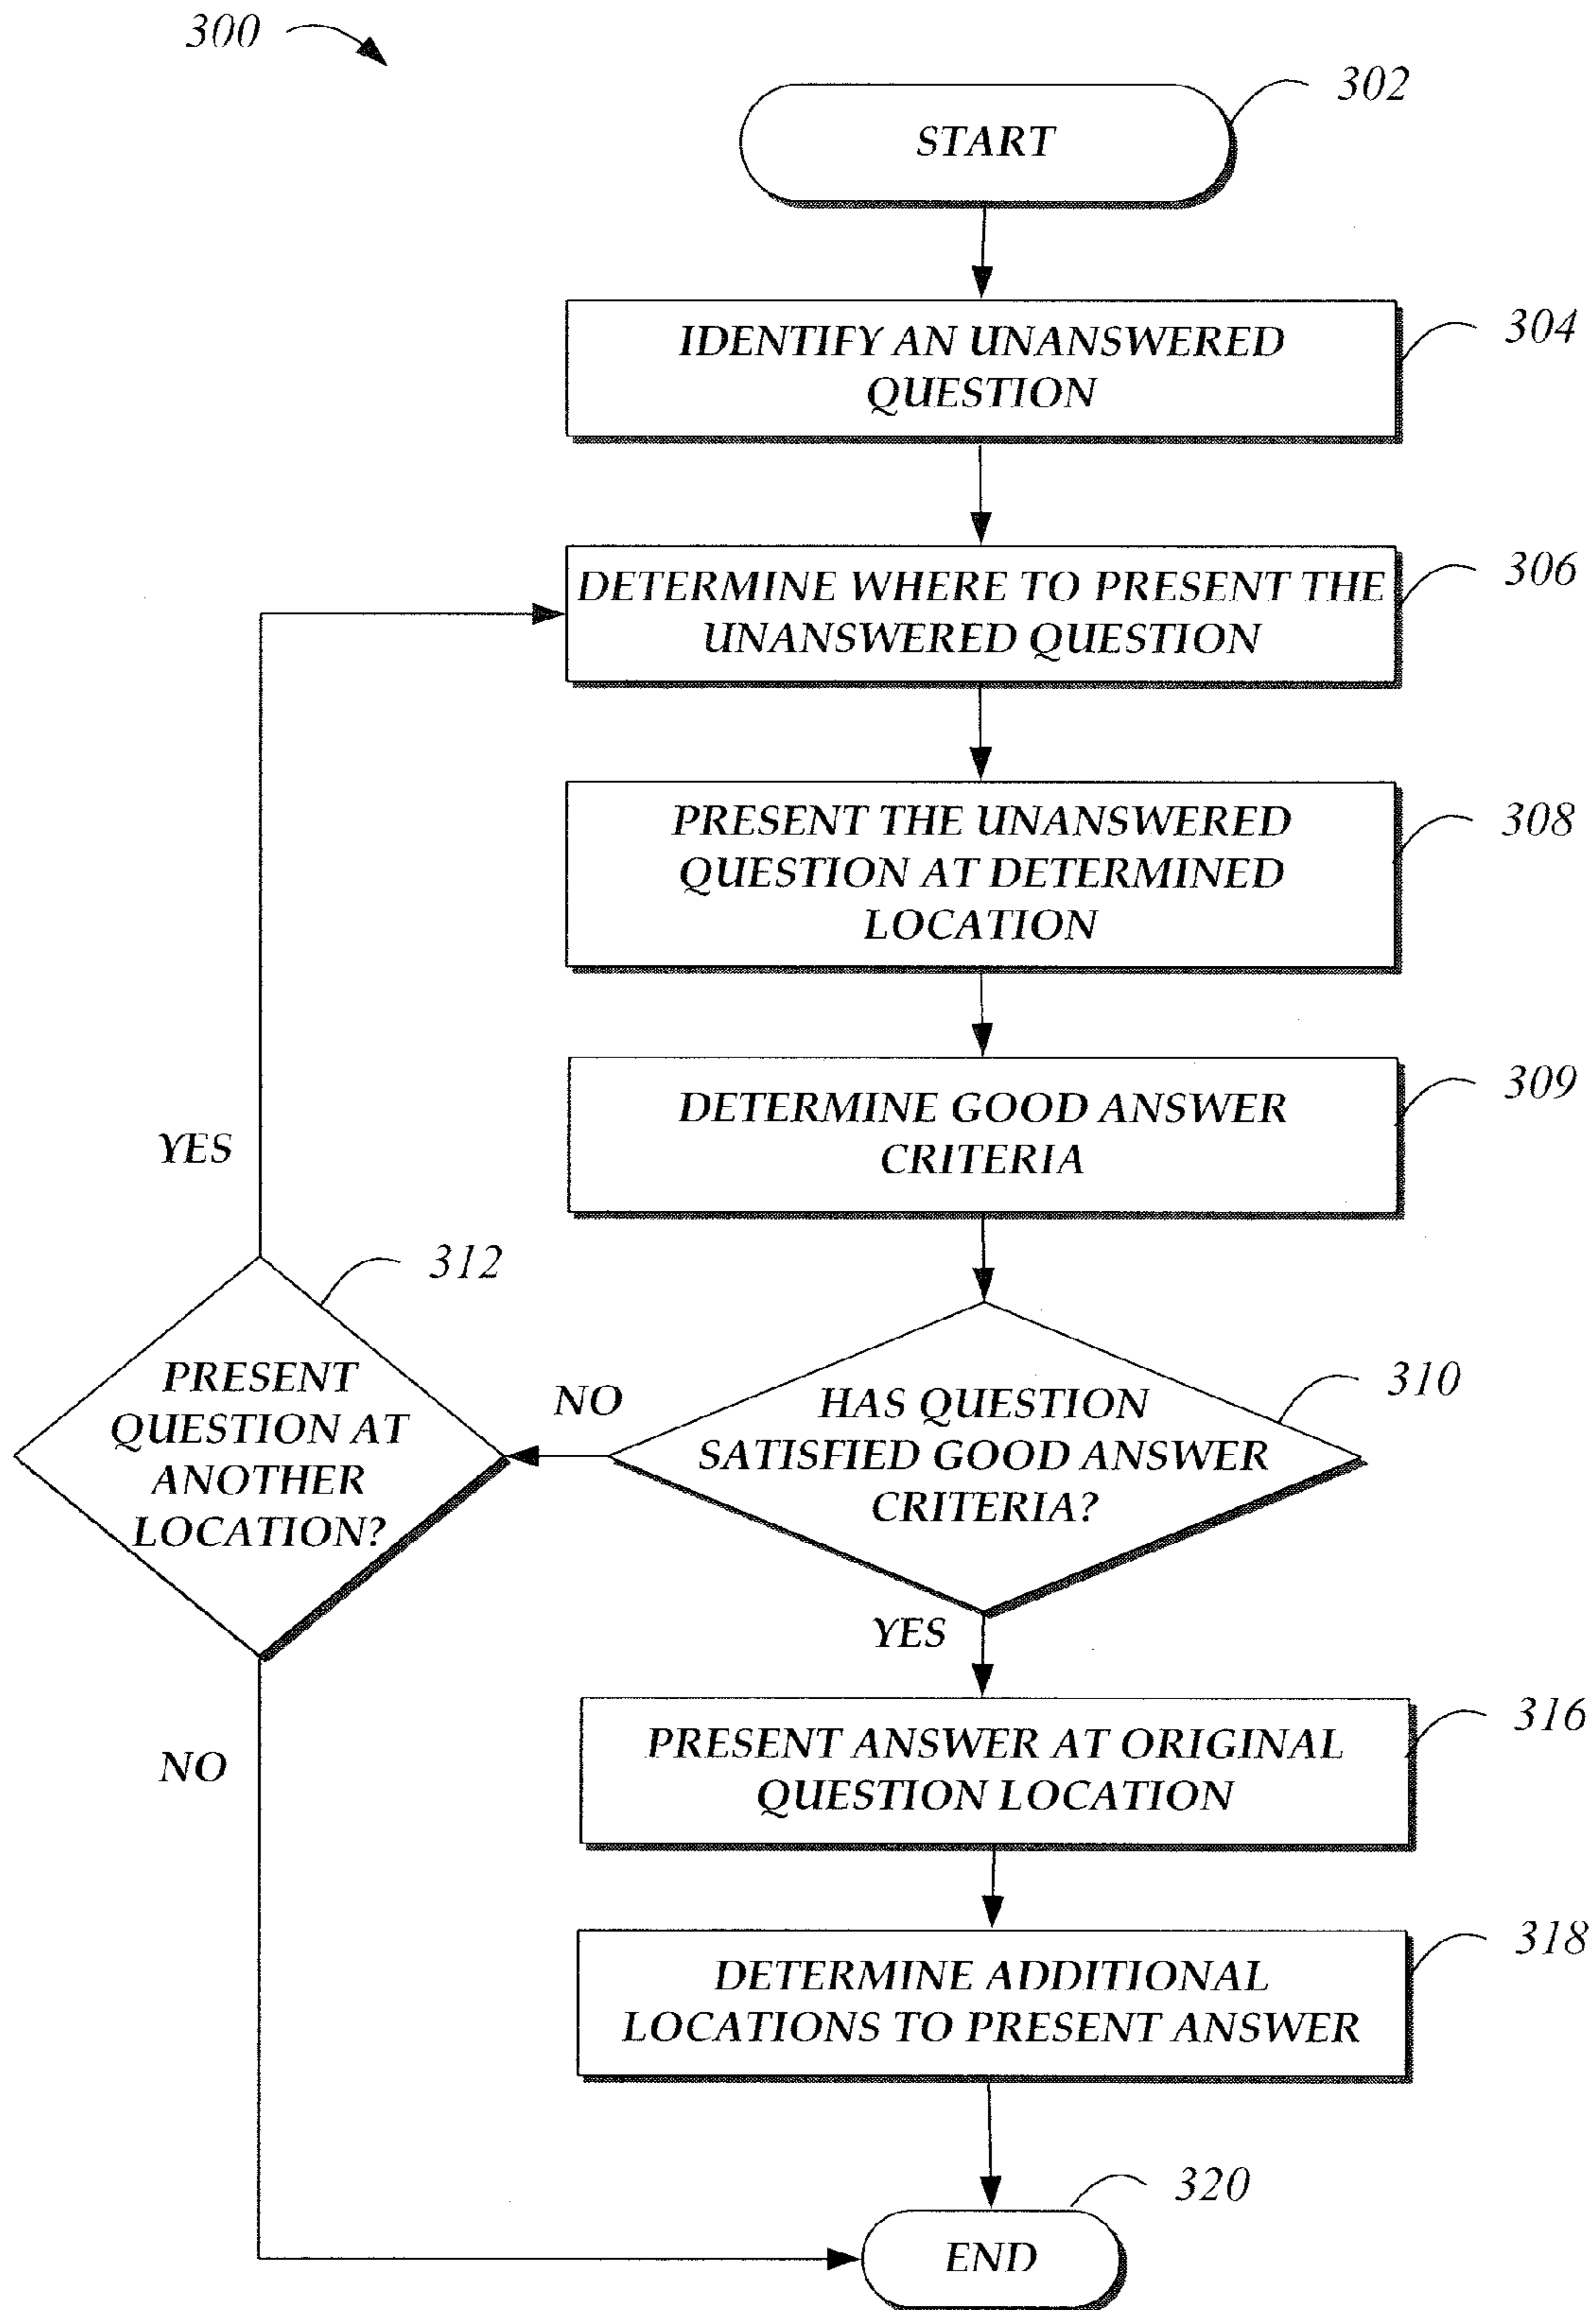 300
302
START
304
IDENTIFY AN UNANSWERED
QUESTION
306
DETERMINE WHERE TO PRESENT THE
UNANSWERED QUESTION
308
PRESENT THE UNANSWERED
QUESTION AT DETERMINED
LOCATION
309
DETERMINE GOOD ANSWER
CRITERIA
YES
312
PRESENT
QUESTION AT
ANOTHER
LOCATION?
NO
310
HAS QUESTION
SATISFIED GOOD ANSWER
CRITERIA?
YES
NO
316
PRESENT ANSWER AT ORIGINAL
QUESTION LOCATION
318
DETERMINE ADDITIONAL
LOCATIONS TO PRESENT ANSWER
320
END